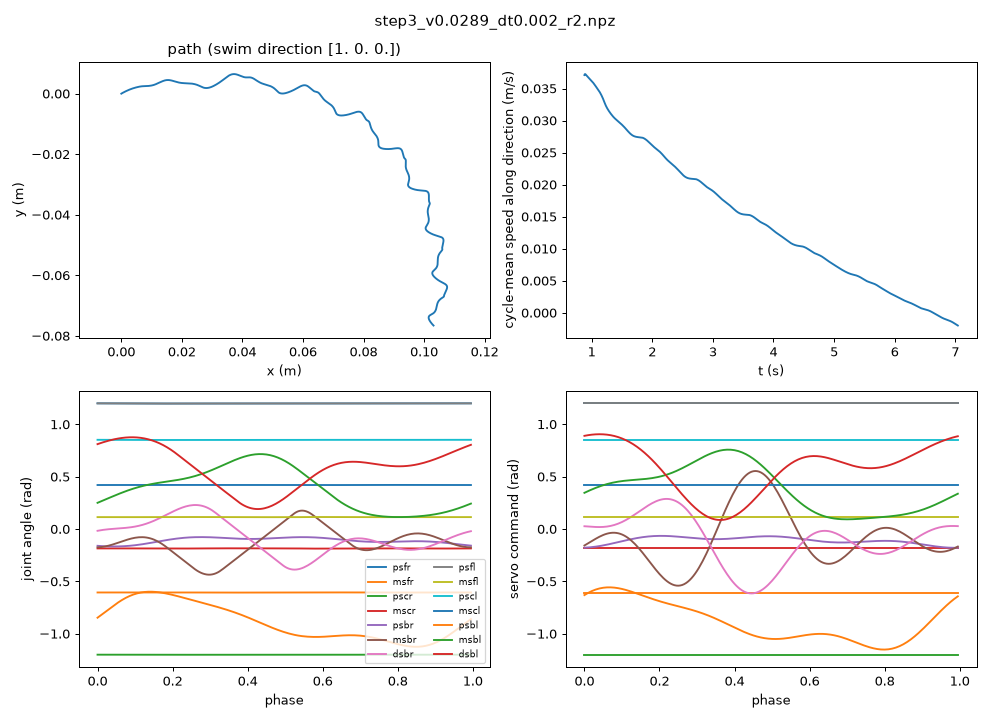 step3_v0.0289_dt0.002_r2.npz
path (swim direction [1. 0. 0.])
0.00
−0.02
−0.04
−0.06
−0.08
y (m)
0.00 0.02 0.04 0.06 0.08 0.10 0.12
x (m)
cycle-mean speed along direction (m/s)
0.035
0.030
0.025
0.020
0.015
0.010
0.005
0.000
1 2 3 4 5 6 7
t (s)
joint angle (rad)
1.0
0.5
0.0
−0.5
−1.0
0.0 0.2 0.4 0.6 0.8 1.0
phase
psfr psfl
msfr msfl
pscr pscl
mscr mscl
psbr psbl
msbr msbl
dsbr dsbl
servo command (rad)
1.0
0.5
0.0
−0.5
−1.0
0.0 0.2 0.4 0.6 0.8 1.0
phase